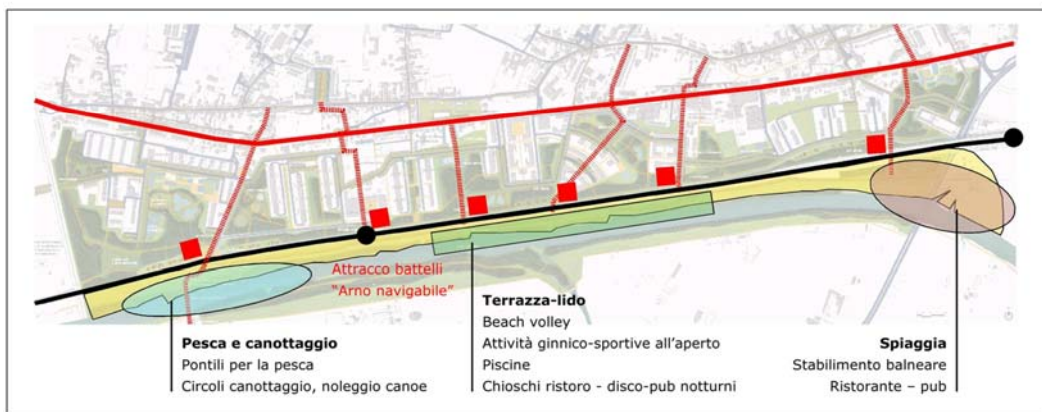 Attracco battelli
“Arno navigabile”
Pesca e canottaggio
Pontili per la pesca
Circoli canottaggio, noleggio canoe
Terrazza-lido
Beach volley
Attività ginnico-sportive all’aperto
Piscine
Chioschi ristoro - disco-pub notturni
Spiaggia
Stabilimento balneare
Ristorante – pub